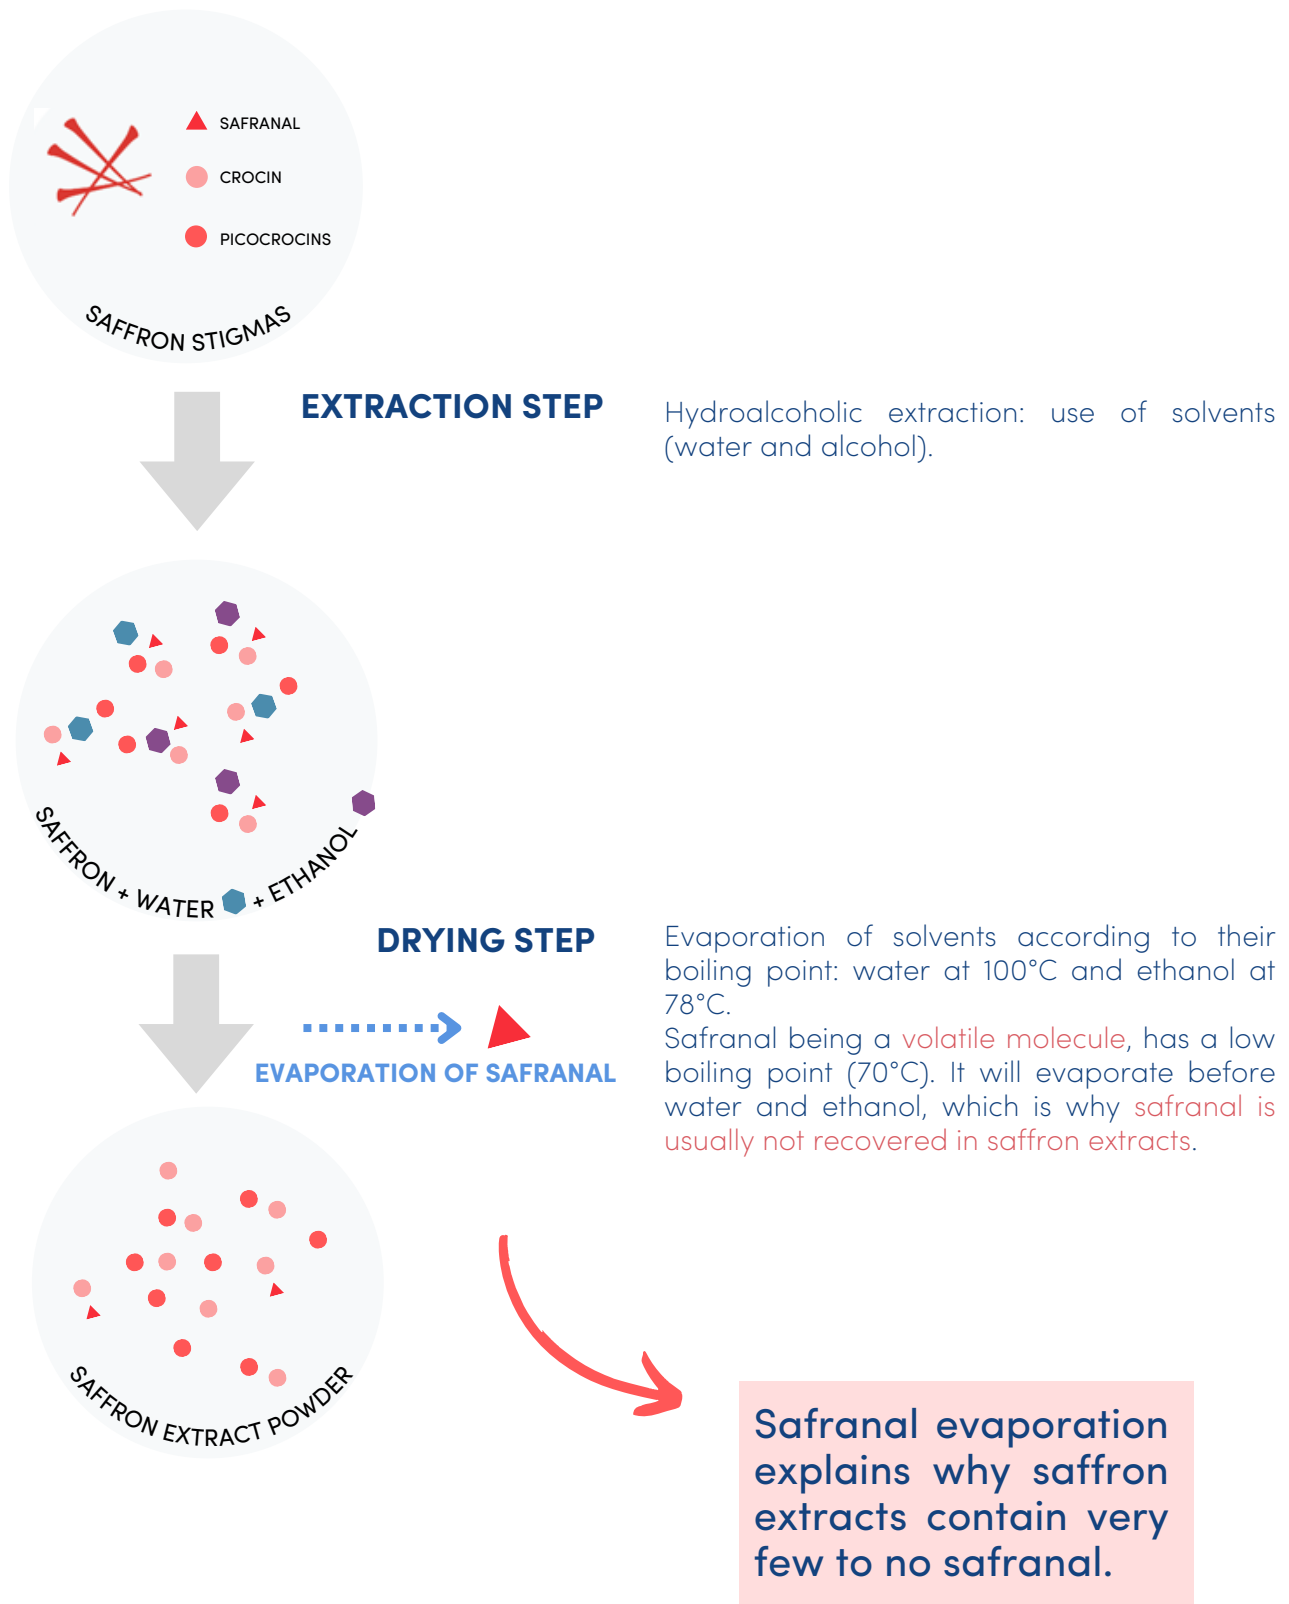 SAFRANAL
CROCIN
PICOCROCINS
SAFFRON STIGMAS
EXTRACTION STEP
Hydroalcoholic extraction: use of solvents
(water and alcohol).
SAFFRON + WATER + ETHANOL
DRYING STEP
EVAPORATION OF SAFRANAL
Evaporation of solvents according to their
boiling point: water at 100°C and ethanol at
78°C.
Safranal being a volatile molecule, has a low
boiling point (70°C). It will evaporate before
water and ethanol, which is why safranal is
usually not recovered in saffron extracts.
SAFFRON EXTRACT POWDER
Safranal evaporation
explains why saffron
extracts contain very
few to no safranal.